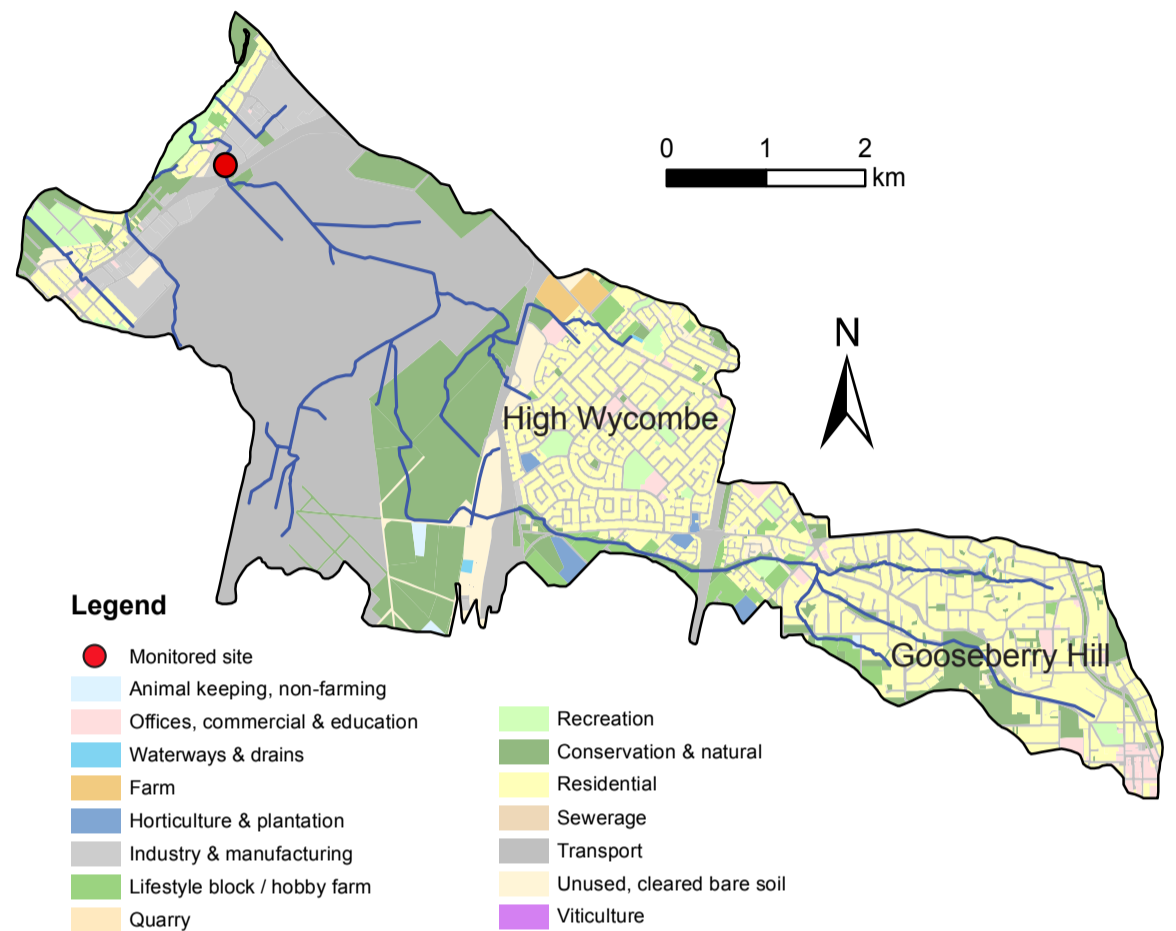 0 1 2
km
N
High Wycombe
Gooseberry Hill
Legend
Monitored site
Animal keeping, non-farming
Offices, commercial & education
Waterways & drains
Farm
Horticulture & plantation
Industry & manufacturing
Lifestyle block / hobby farm
Quarry
Recreation
Conservation & natural
Residential
Sewerage
Transport
Unused, cleared bare soil
Viticulture